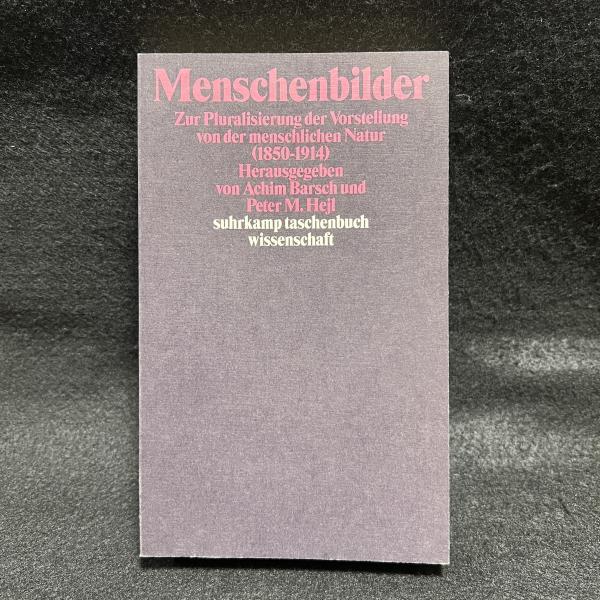 Menschenbilder
Zur Pluralisierung der Vorstellung
von der menschlichen Natur
(1850-1914)
Herausgegeben
von Achim Barsch und
Peter M. Hejl
suhrkamp taschenbuch
wissenschaft